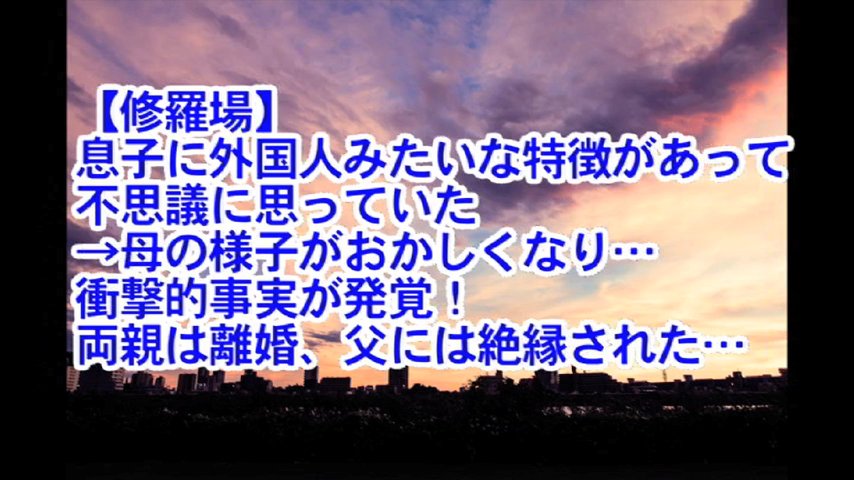 【修羅場】
息子に外国人みたいな特徴があって
不思議に思っていた
→母の様子がおかしくなり…
衝撃的事実が発覚！
両親は離婚、父には絶縁された…